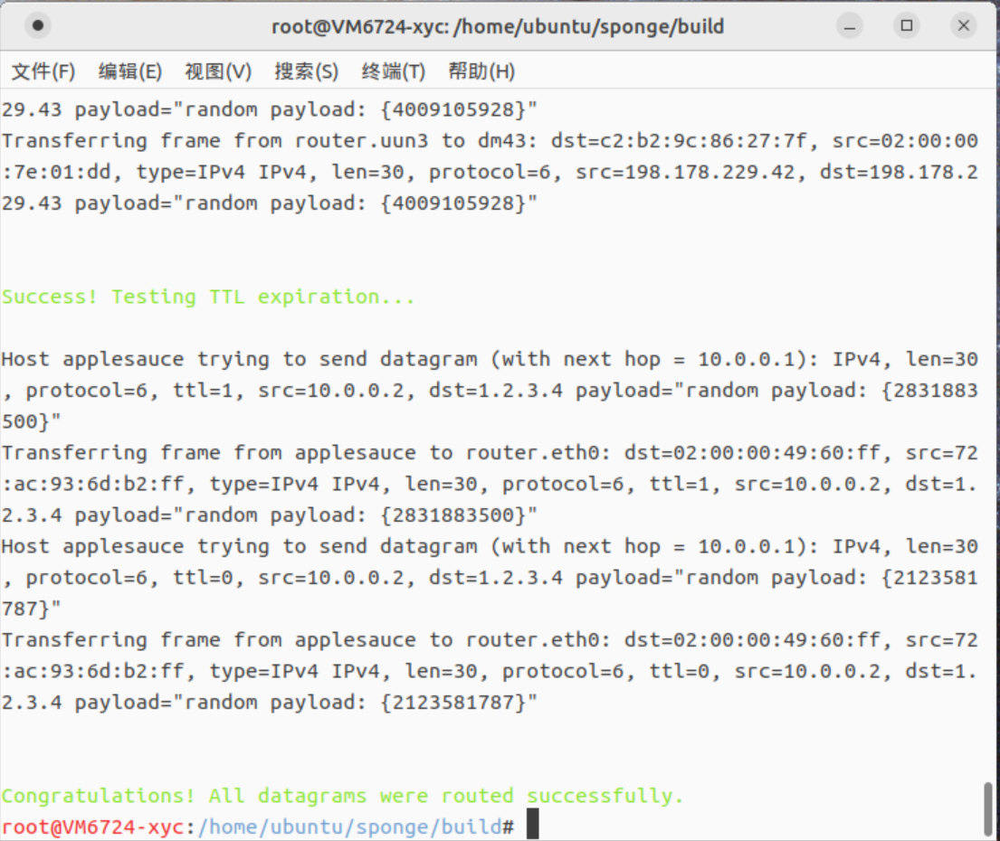 root@VM6724-xyc: /home/ubuntu/sponge/build
文件(F) 编辑(E) 视图(V) 搜索(S) 终端(T) 帮助(H)
29.43 payload="random payload: {4009105928}"
Transferring frame from router.uun3 to dm43: dst=c2:b2:9c:86:27:7f, src=02:00:00
:7e:01:dd, type=IPv4 IPv4, len=30, protocol=6, src=198.178.229.42, dst=198.178.2
29.43 payload="random payload: {4009105928}"
Success! Testing TTL expiration...
Host applesauce trying to send datagram (with next hop = 10.0.0.1): IPv4, len=30
, protocol=6, ttl=1, src=10.0.0.2, dst=1.2.3.4 payload="random payload: {2831883
500}"
Transferring frame from applesauce to router.eth0: dst=02:00:00:49:60:ff, src=72
:ac:93:6d:b2:ff, type=IPv4 IPv4, len=30, protocol=6, ttl=1, src=10.0.0.2, dst=1.
2.3.4 payload="random payload: {2831883500}"
Host applesauce trying to send datagram (with next hop = 10.0.0.1): IPv4, len=30
, protocol=6, ttl=0, src=10.0.0.2, dst=1.2.3.4 payload="random payload: {2123581
787}"
Transferring frame from applesauce to router.eth0: dst=02:00:00:49:60:ff, src=72
:ac:93:6d:b2:ff, type=IPv4 IPv4, len=30, protocol=6, ttl=0, src=10.0.0.2, dst=1.
2.3.4 payload="random payload: {2123581787}"
Congratulations! All datagrams were routed successfully.
root@VM6724-xyc:/home/ubuntu/sponge/build#